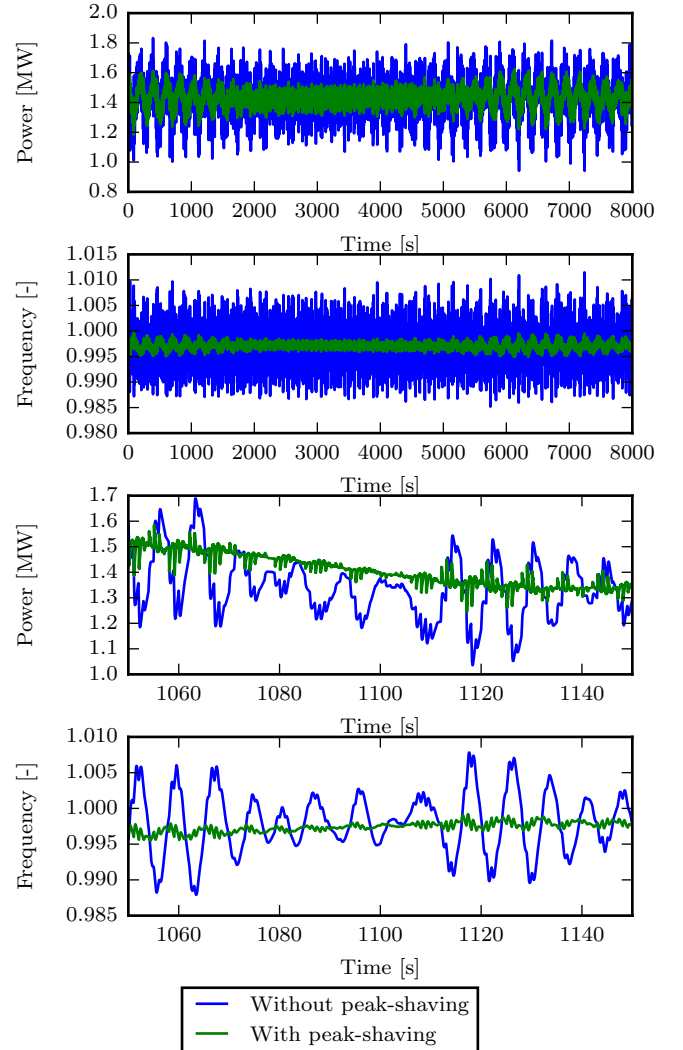 2.0
1.8
1.6
1.4
1.2
1.0
0.8
Power [MW]
0 1000 2000 3000 4000 5000 6000 7000 8000
Time [s]
1.015
1.010
1.005
1.000
0.995
0.990
0.985
0.980
Frequency [-]
0 1000 2000 3000 4000 5000 6000 7000 8000
Time [s]
1.7
1.6
1.5
1.4
1.3
1.2
1.1
1.0
Power [MW]
1060 1080 1100 1120 1140
Time [s]
1.010
1.005
1.000
0.995
0.990
0.985
Frequency [-]
1060 1080 1100 1120 1140
Time [s]
Without peak-shaving
With peak-shaving